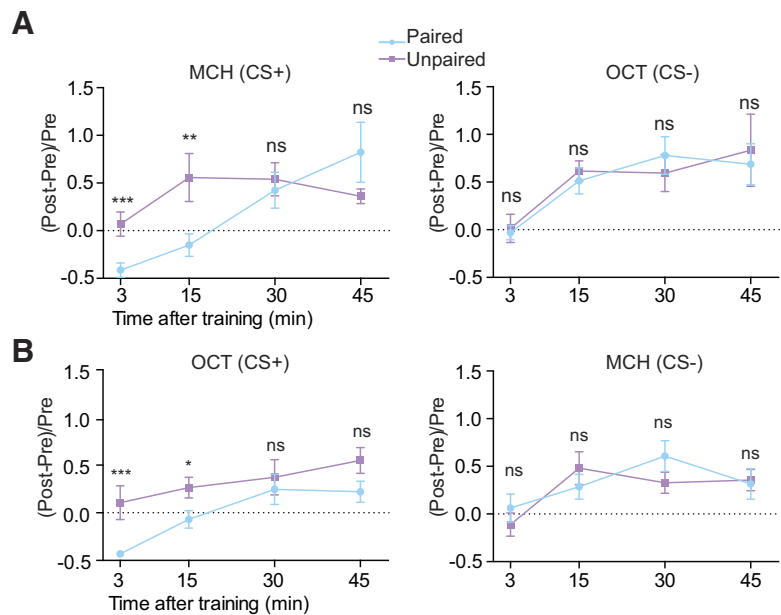 A
Paired
Unpaired
MCH (CS+)
OCT (CS-)
(Post-Pre)/Pre
1.5
1.0
0.5
0.0
-0.5
***
**
ns
ns
3
15
30
45
Time after training (min)
(Post-Pre)/Pre
1.5
1.0
0.5
0.0
-0.5
ns
ns
ns
ns
3
15
30
45
B
OCT (CS+)
MCH (CS-)
(Post-Pre)/Pre
1.5
1.0
0.5
0.0
-0.5
***
*
ns
ns
3
15
30
45
Time after training (min)
(Post-Pre)/Pre
1.5
1.0
0.5
0.0
-0.5
ns
ns
ns
ns
3
15
30
45